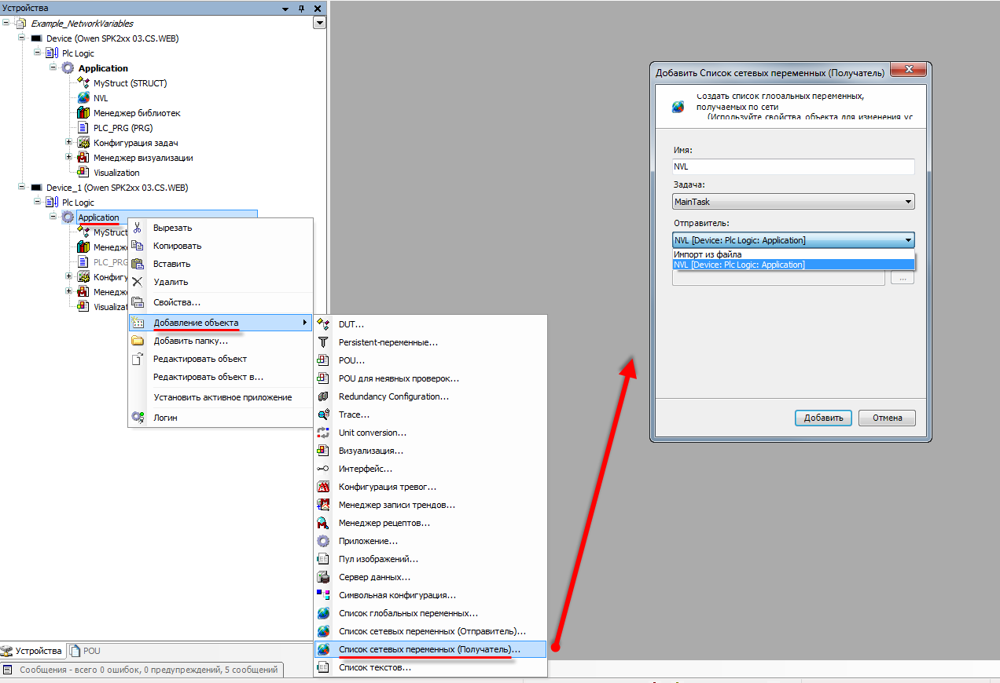 Устройства
Example_NetworkVariables
Device (Owen SPK2xx 03.CS.WEB)
Plc Logic
Application
MyStruct (STRUCT)
NVL
Менеджер библиотек
PLC_PRG (PRG)
Конфигурация задач
Менеджер визуализации
Visualization
Device_1 (Owen SPK2xx 03.CS.WEB)
Plc Logic
Application
MyStruct
Менедж
PLC_PRG
Конфигу
Менедж
Visualizat
Вырезать
Копировать
Вставить
Удалить
Свойства...
Добавление объекта
Добавить папку...
Редактировать объект
Редактировать объект в...
Установить активное приложение
Логин
DUT...
Persistent-переменные...
POU...
POU для неявных проверок...
Redundancy Configuration...
Trace...
Unit conversion...
Визуализация...
Интерфейс...
Конфигурация тревог...
Менеджер записи трендов...
Менеджер рецептов...
Приложение...
Пул изображений...
Сервер данных...
Символьная конфигурация...
Список глобальных переменных...
Список сетевых переменных (Отправитель)...
Список сетевых переменных (Получатель)...
Список текстов...
Добавить Список сетевых переменных (Получатель)
Создать список глобальных переменных,
получаемых по сети
(Используйте свойства объекта для изменения ус
Имя:
NVL
Задача:
MainTask
Отправитель:
NVL [Device: Plc Logic: Application]
Импорт из файла
NVL [Device: Plc Logic: Application]
...
Добавить
Отмена
Устройства
POU
Сообщения - всего 0 ошибок, 0 предупреждений, 5 сообщений